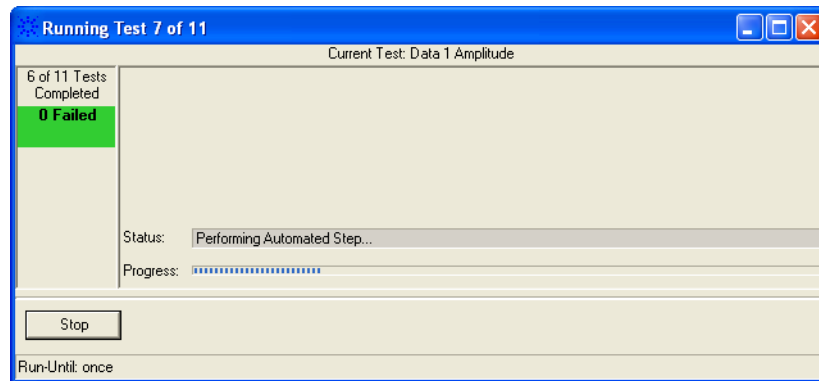 Running Test 7 of 11
Current Test: Data 1 Amplitude
6 of 11 Tests
Completed
0 Failed
Status: Performing Automated Step...
Progress:
Stop
Run-Until: once